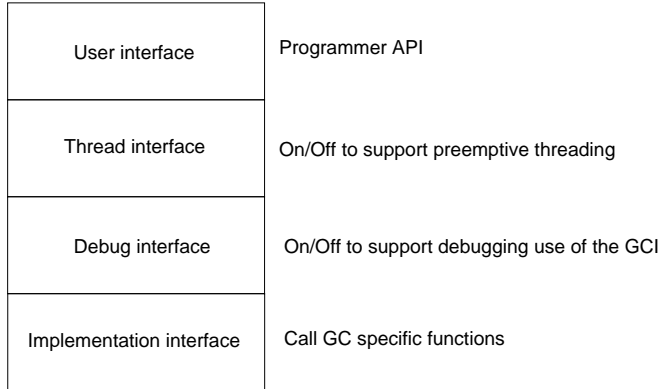 User interface
Programmer API
Thread interface
On/Off to support preemptive threading
Debug interface
On/Off to support debugging use of the GCI
Implementation interface
Call GC specific functions